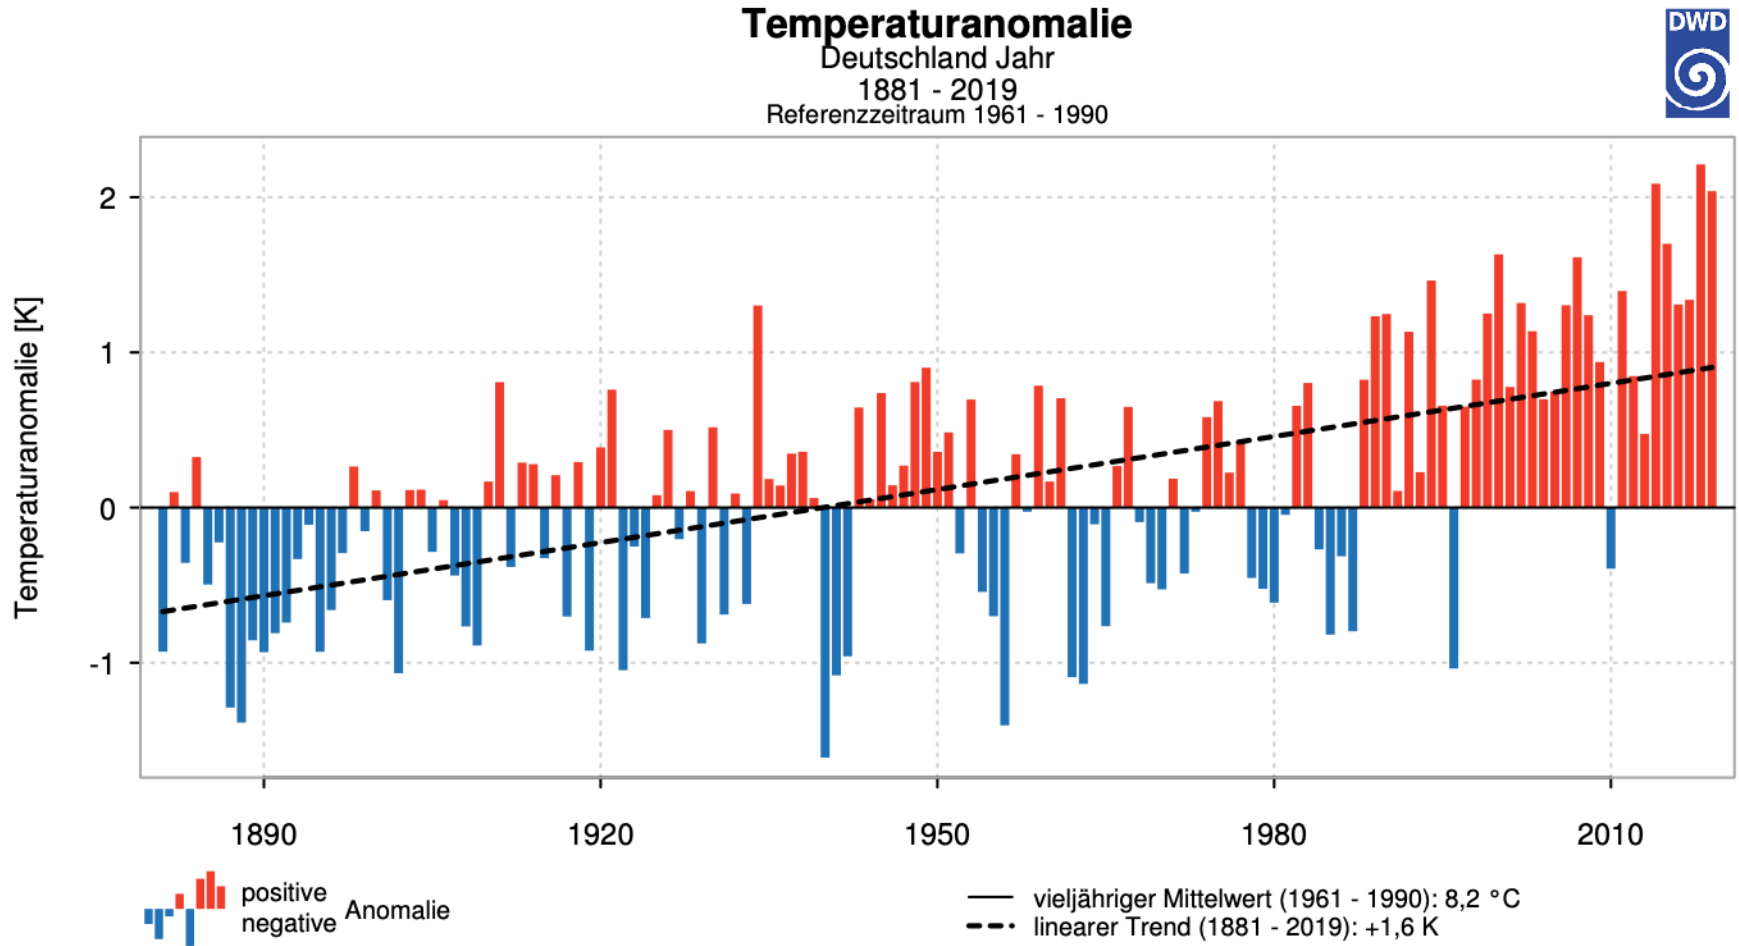 Temperaturanomalie
Deutschland Jahr
1881 - 2019
Referenzzeitraum 1961 - 1990
DWD
Temperaturanomalie [K]
2
1
0
-1
1890 1920 1950 1980 2010
positive
negative
Anomalie
vieljähriger Mittelwert (1961 - 1990): 8,2 °C
linearer Trend (1881 - 2019): +1,6 K